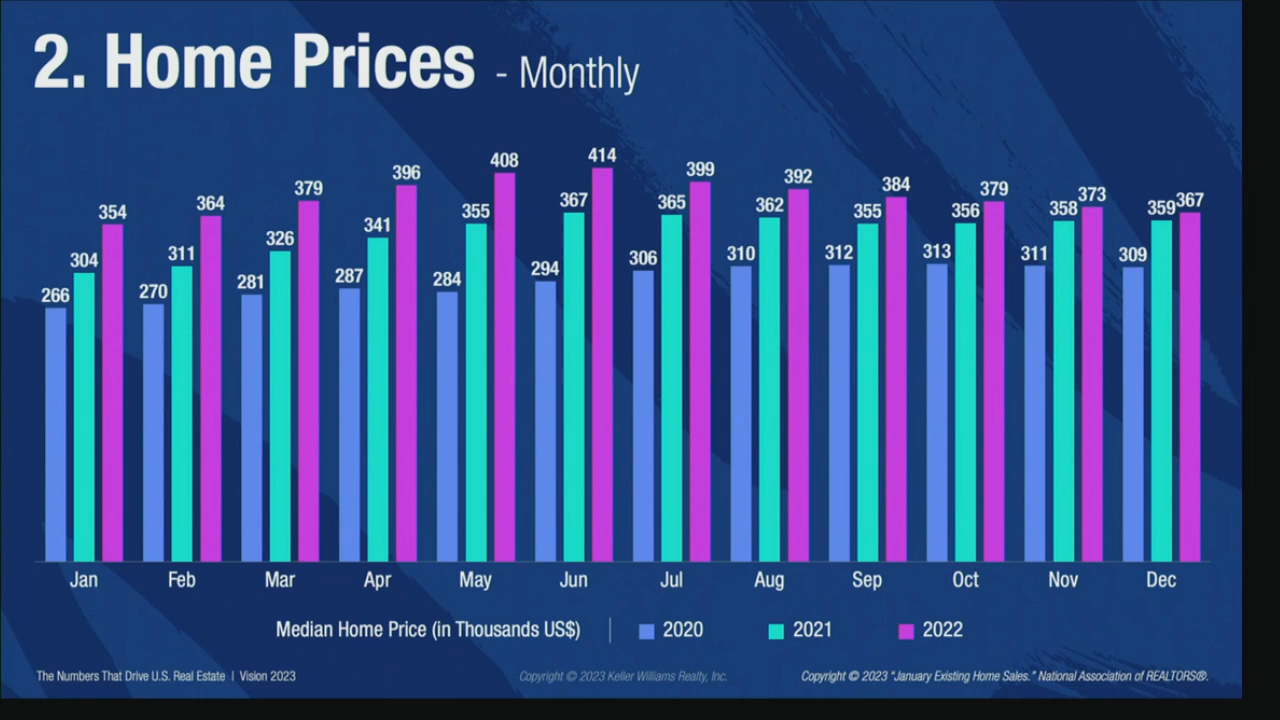 2. Home Prices - Monthly
266 304 354 270 311 364 281 326 379 287 341 396 284 355 408 294 367 414 306 365 399 310 362 392 312 355 384 313 356 379 311 358 373 309 359 367
Jan Feb Mar Apr May Jun Jul Aug Sep Oct Nov Dec
Median Home Price (in Thousands US$) | 2020 2021 2022
The Numbers That Drive U.S. Real Estate | Vision 2023 Copyright © 2023 Keller Williams Realty, Inc. Copyright © 2023 "January Existing Home Sales." National Association of REALTORS®.